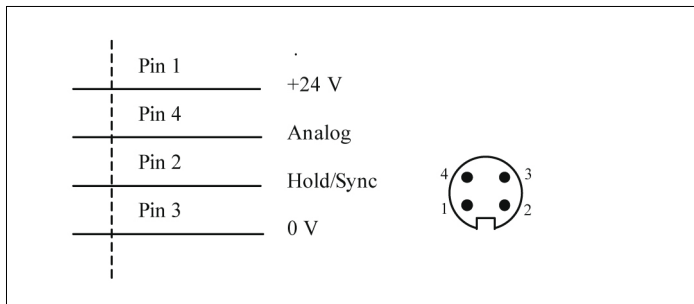 Pin 1
+24 V
Pin 4
Analog
Pin 2
Hold/Sync
Pin 3
0 V
4 3
1 2